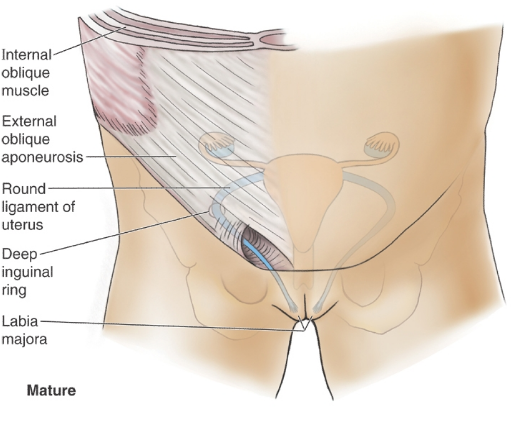 Internal
oblique
muscle
External
oblique
aponeurosis
Round
ligament of
uterus
Deep
inguinal
ring
Labia
majora
Mature